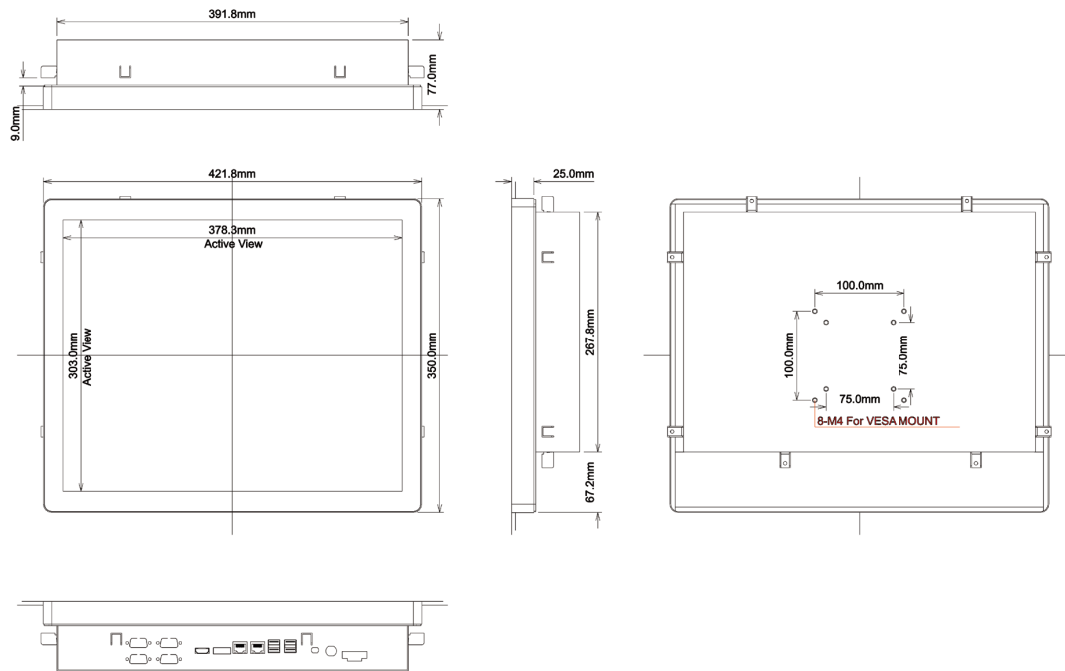 391.8mm
77.0mm
9.0mm
421.8mm
378.3mm
Active View
303.0mm
Active View
350.0mm
25.0mm
267.8mm
67.2mm
100.0mm
100.0mm
75.0mm
75.0mm
8-M4 For VESA MOUNT